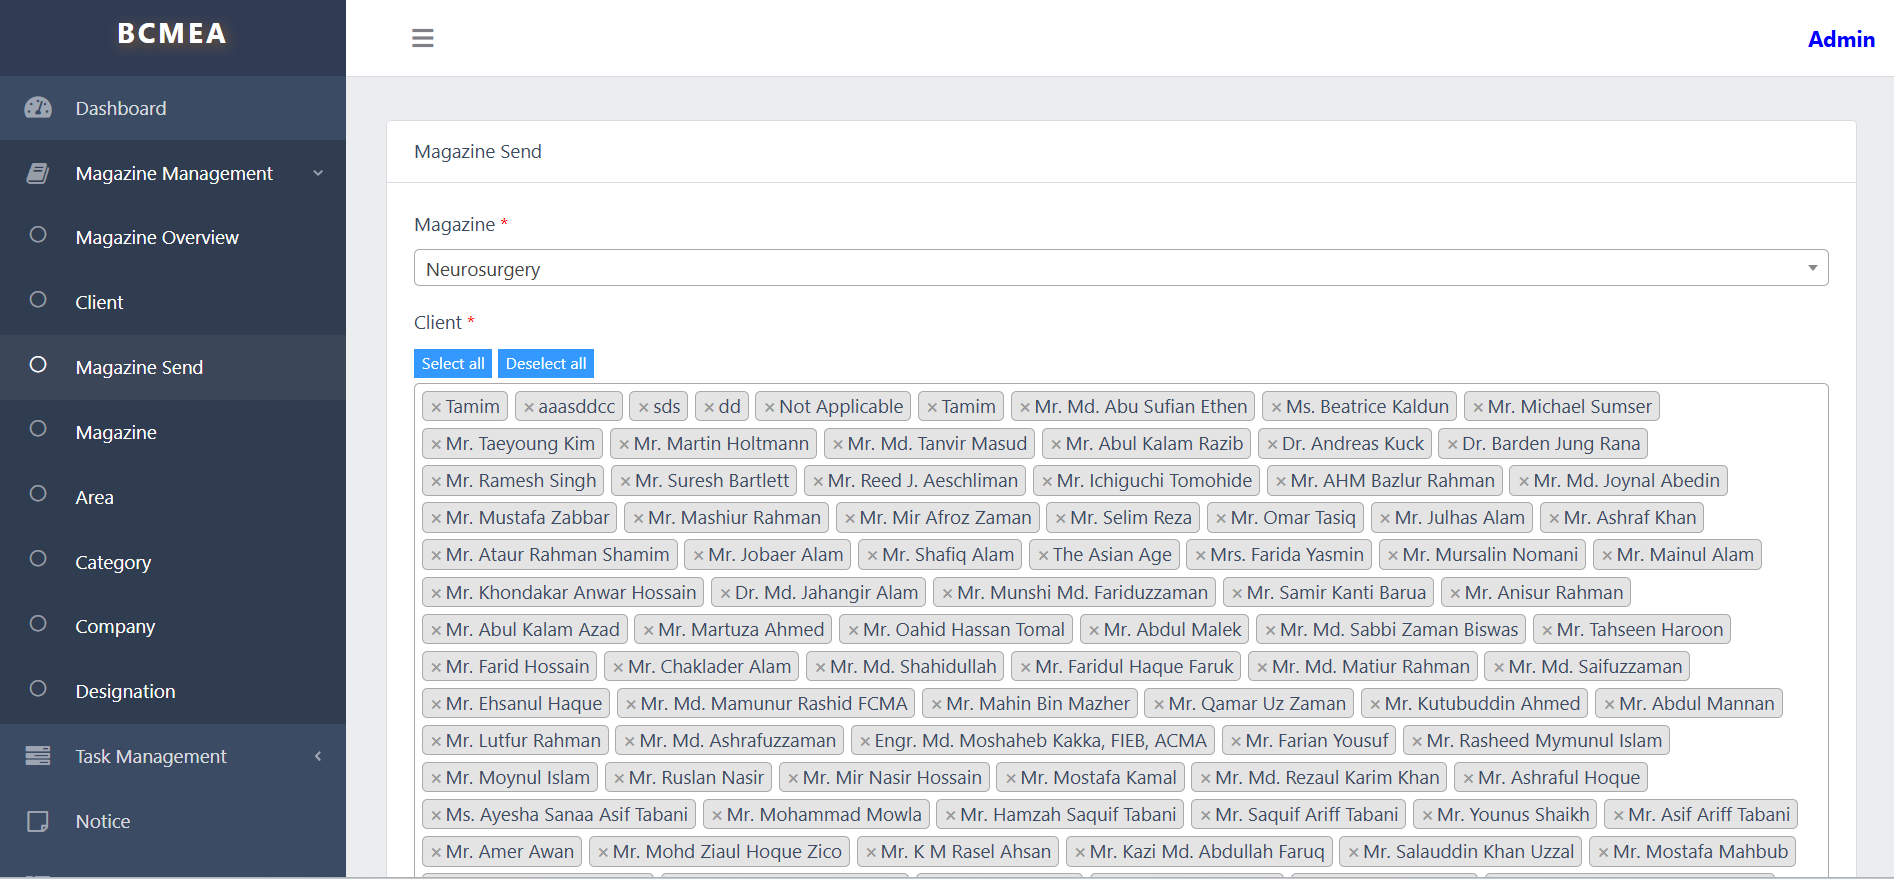 BCMEA
Admin
Dashboard
Magazine Management
Magazine Overview
Client
Magazine Send
Magazine
Area
Category
Company
Designation
Task Management
Notice
Magazine Send
Magazine *
Neurosurgery
Client *
Select all Deselect all
×Tamim ×aaasddcc ×sds ×dd ×Not Applicable ×Tamim ×Mr. Md. Abu Sufian Ethen ×Ms. Beatrice Kaldun ×Mr. Michael Sumser
×Mr. Taeyoung Kim ×Mr. Martin Holtmann ×Mr. Md. Tanvir Masud ×Mr. Abul Kalam Razib ×Dr. Andreas Kuck ×Dr. Barden Jung Rana
×Mr. Ramesh Singh ×Mr. Suresh Bartlett ×Mr. Reed J. Aeschliman ×Mr. Ichiguchi Tomohide ×Mr. AHM Bazlur Rahman ×Mr. Md. Joynal Abedin
×Mr. Mustafa Zabbar ×Mr. Mashiur Rahman ×Mr. Mir Afroz Zaman ×Mr. Selim Reza ×Mr. Omar Tasiq ×Mr. Julhas Alam ×Mr. Ashraf Khan
×Mr. Ataur Rahman Shamim ×Mr. Jobaer Alam ×Mr. Shafiq Alam ×The Asian Age ×Mrs. Farida Yasmin ×Mr. Mursalin Nomani ×Mr. Mainul Alam
×Mr. Khondakar Anwar Hossain ×Dr. Md. Jahangir Alam ×Mr. Munshi Md. Fariduzzaman ×Mr. Samir Kanti Barua ×Mr. Anisur Rahman
×Mr. Abul Kalam Azad ×Mr. Martuza Ahmed ×Mr. Oahid Hassan Tomal ×Mr. Abdul Malek ×Mr. Md. Sabbi Zaman Biswas ×Mr. Tahseen Haroon
×Mr. Farid Hossain ×Mr. Chaklader Alam ×Mr. Md. Shahidullah ×Mr. Faridul Haque Faruk ×Mr. Md. Matiur Rahman ×Mr. Md. Saifuzzaman
×Mr. Ehsanul Haque ×Mr. Md. Mamunur Rashid FCMA ×Mr. Mahin Bin Mazher ×Mr. Qamar Uz Zaman ×Mr. Kutubuddin Ahmed ×Mr. Abdul Mannan
×Mr. Lutfur Rahman ×Mr. Md. Ashrafuzzaman ×Engr. Md. Moshaheb Kakka, FIEB, ACMA ×Mr. Farian Yousuf ×Mr. Rasheed Mymunul Islam
×Mr. Moynul Islam ×Mr. Ruslan Nasir ×Mr. Mir Nasir Hossain ×Mr. Mostafa Kamal ×Mr. Md. Rezaul Karim Khan ×Mr. Ashraful Hoque
×Ms. Ayesha Sanaa Asif Tabani ×Mr. Mohammad Mowla ×Mr. Hamzah Saquif Tabani ×Mr. Saquif Ariff Tabani ×Mr. Younus Shaikh ×Mr. Asif Ariff Tabani
×Mr. Amer Awan ×Mr. Mohd Ziaul Hoque Zico ×Mr. K M Rasel Ahsan ×Mr. Kazi Md. Abdullah Faruq ×Mr. Salauddin Khan Uzzal ×Mr. Mostafa Mahbub